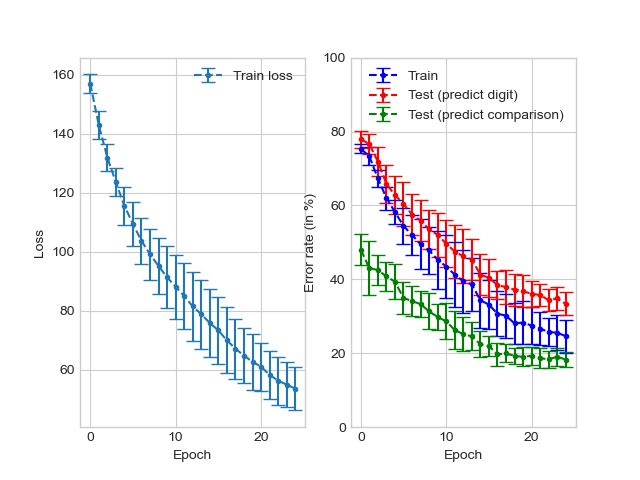 Loss
160
140
120
100
80
60
0
10
20
Epoch
Train loss
Error rate (in %)
100
80
60
40
20
0
0
10
20
Epoch
Train
Test (predict digit)
Test (predict comparison)